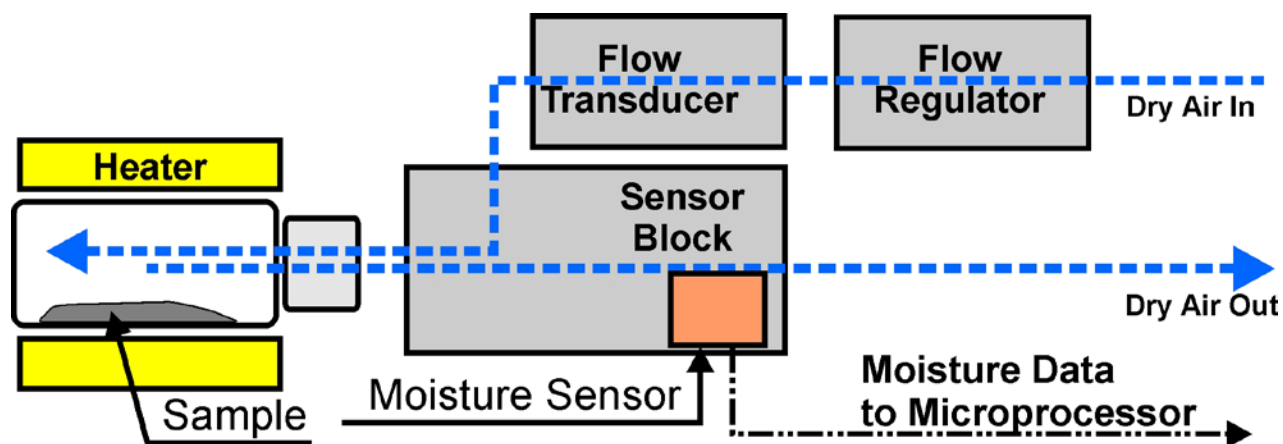 Flow
Transducer
Flow
Regulator
Dry Air In
Heater
Sensor
Block
Dry Air Out
Moisture Sensor
Sample
Moisture Data
to Microprocessor